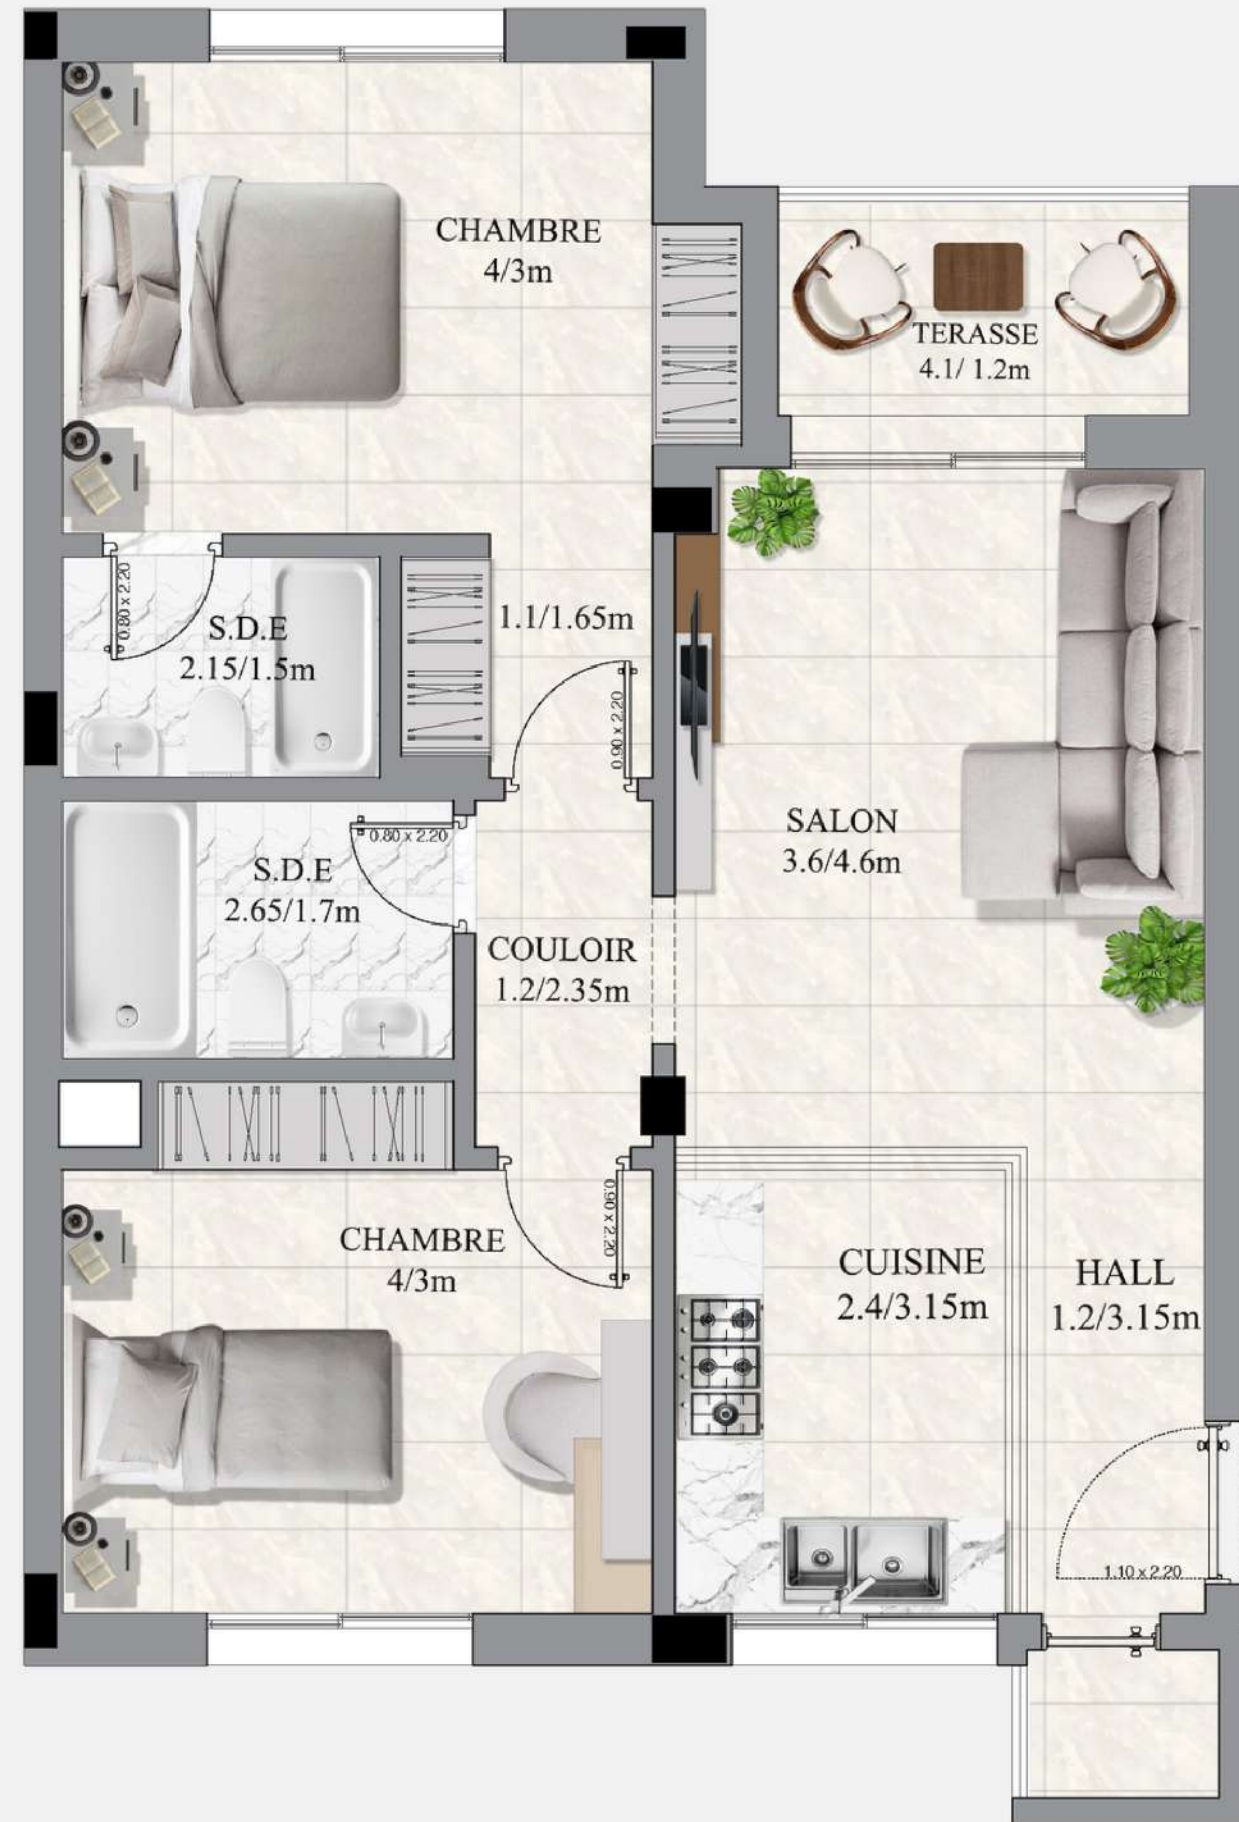 CHAMBRE
4/3m
TERASSE
4.1/ 1.2m
0.80 x 2.20
S.D.E
2.15/1.5m
1.1/1.65m
0.90 x 2.20
SALON
3.6/4.6m
0.80 x 2.20
S.D.E
2.65/1.7m
COULOIR
1.2/2.35m
0.90 x 2.20
CHAMBRE
4/3m
CUISINE
2.4/3.15m
HALL
1.2/3.15m
1.10 x 2.20